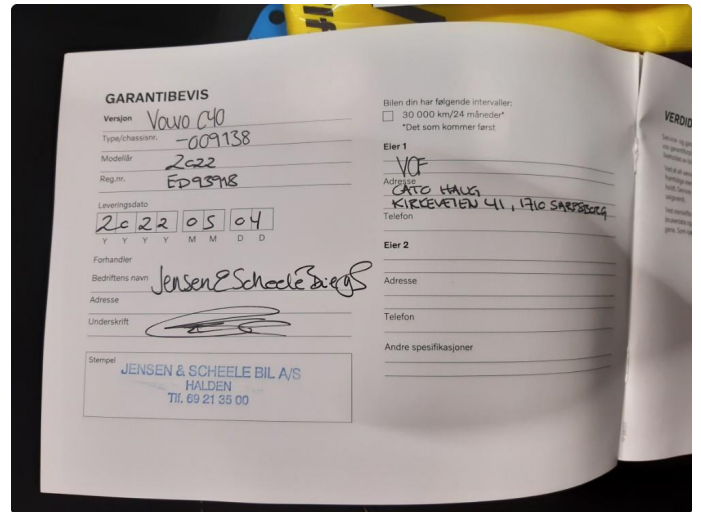 GARANTIBEVIS
Versjon Volvo C40
Type/chassisnr. -009138
Modellår 2022
Reg.nr. ED93918
Leveringsdato
2022 05 04
Y Y Y Y M M D D
Forhandler
Bedriftens navn Jensen & Scheele Bil AS
Adresse
Underskrift
Stempel
JENSEN & SCHEELE BIL A/S
HALDEN
Tlf. 69 21 35 00
Bilen din har følgende intervaller:
30 000 km/24 måneder*
*Det som kommer først
Eier 1
VCF
Adresse
CATO HAUG
KIRKEVEIEN 41, 1710 SARPSBORG
Telefon
Eier 2
Adresse
Telefon
Andre spesifikasjoner